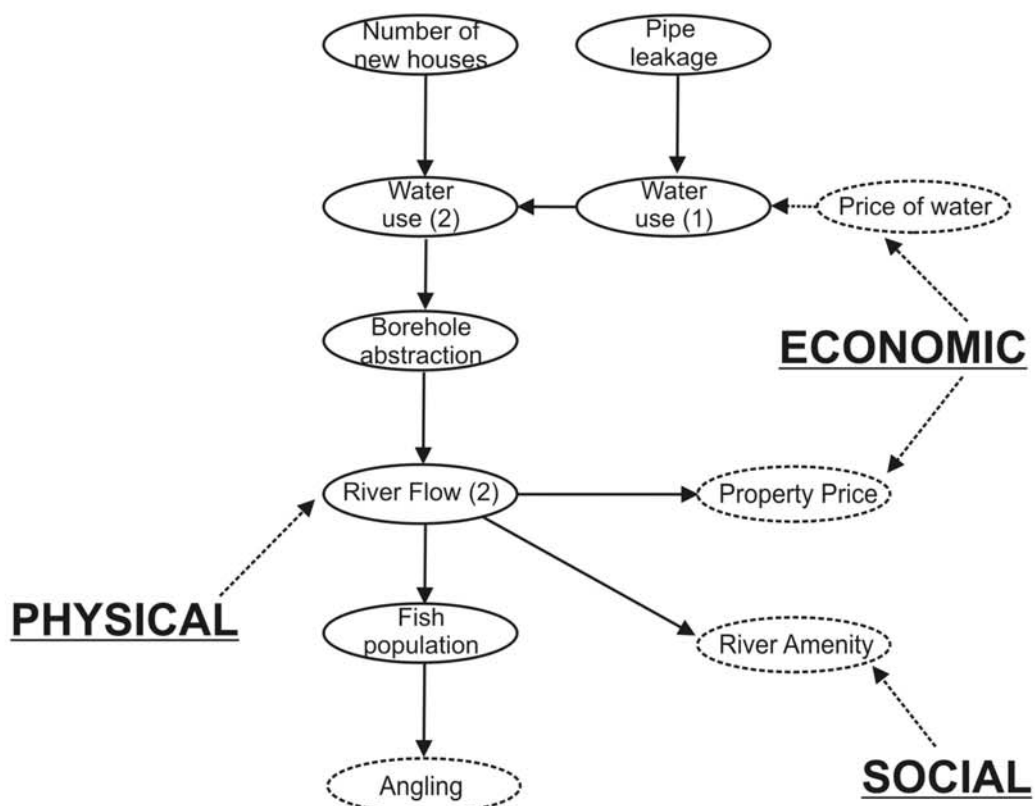 Number of
new houses
Pipe
leakage
Water
use (2)
Water
use (1)
Price of water
Borehole
abstraction
ECONOMIC
River Flow (2)
Property Price
PHYSICAL
Fish
population
River Amenity
Angling
SOCIAL